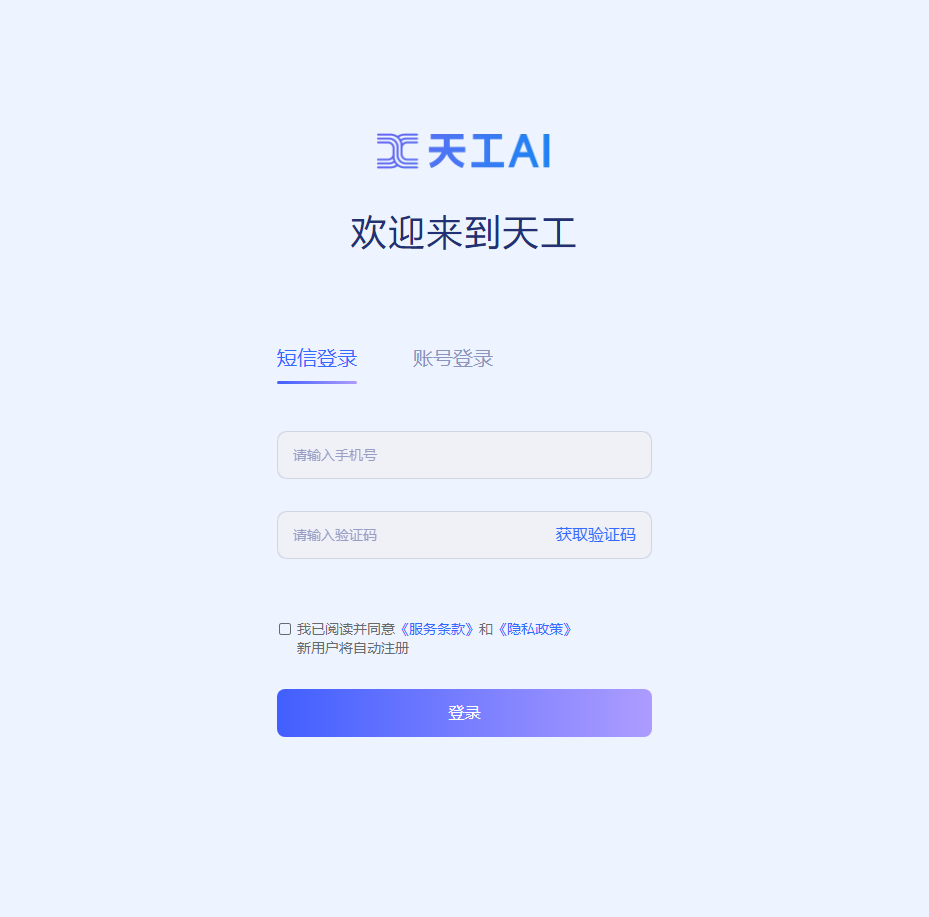 天工AI
欢迎来到天工
短信登录 账号登录
请输入手机号
请输入验证码 获取验证码
我已阅读并同意《服务条款》和《隐私政策》
新用户将自动注册
登录